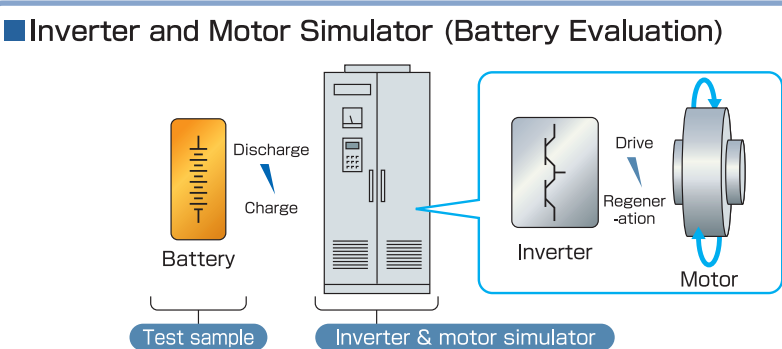 ■Inverter and Motor Simulator (Battery Evaluation)
Discharge
Charge
Battery
Drive
Regener
-ation
Inverter
Motor
Test sample
Inverter & motor simulator